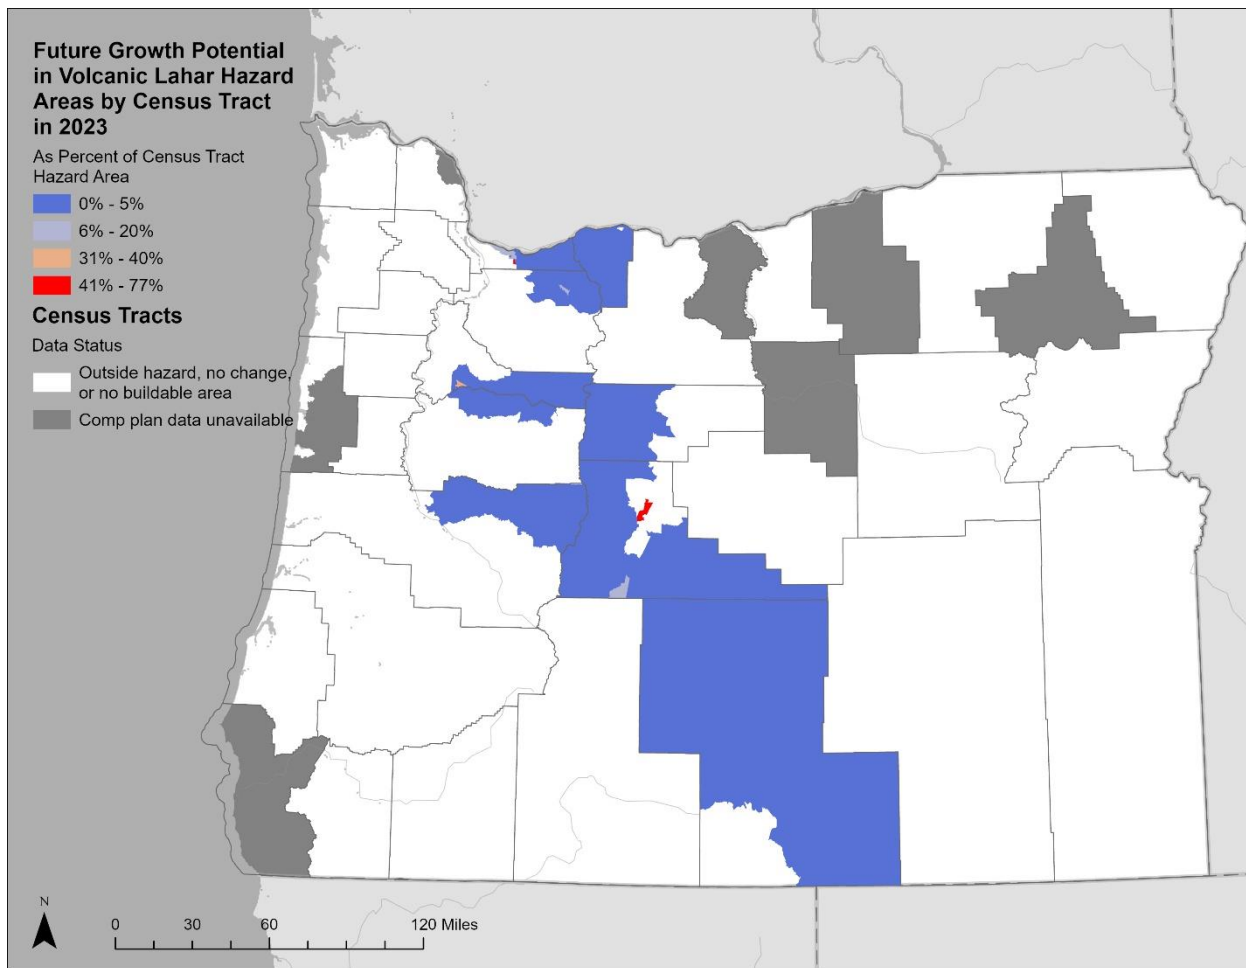 Future Growth Potential
in Volcanic Lahar Hazard
Areas by Census Tract
in 2023
As Percent of Census Tract
Hazard Area
0% - 5%
6% - 20%
31% - 40%
41% - 77%
Census Tracts
Data Status
Outside hazard, no change,
or no buildable area
Comp plan data unavailable
N
0 30 60 120 Miles